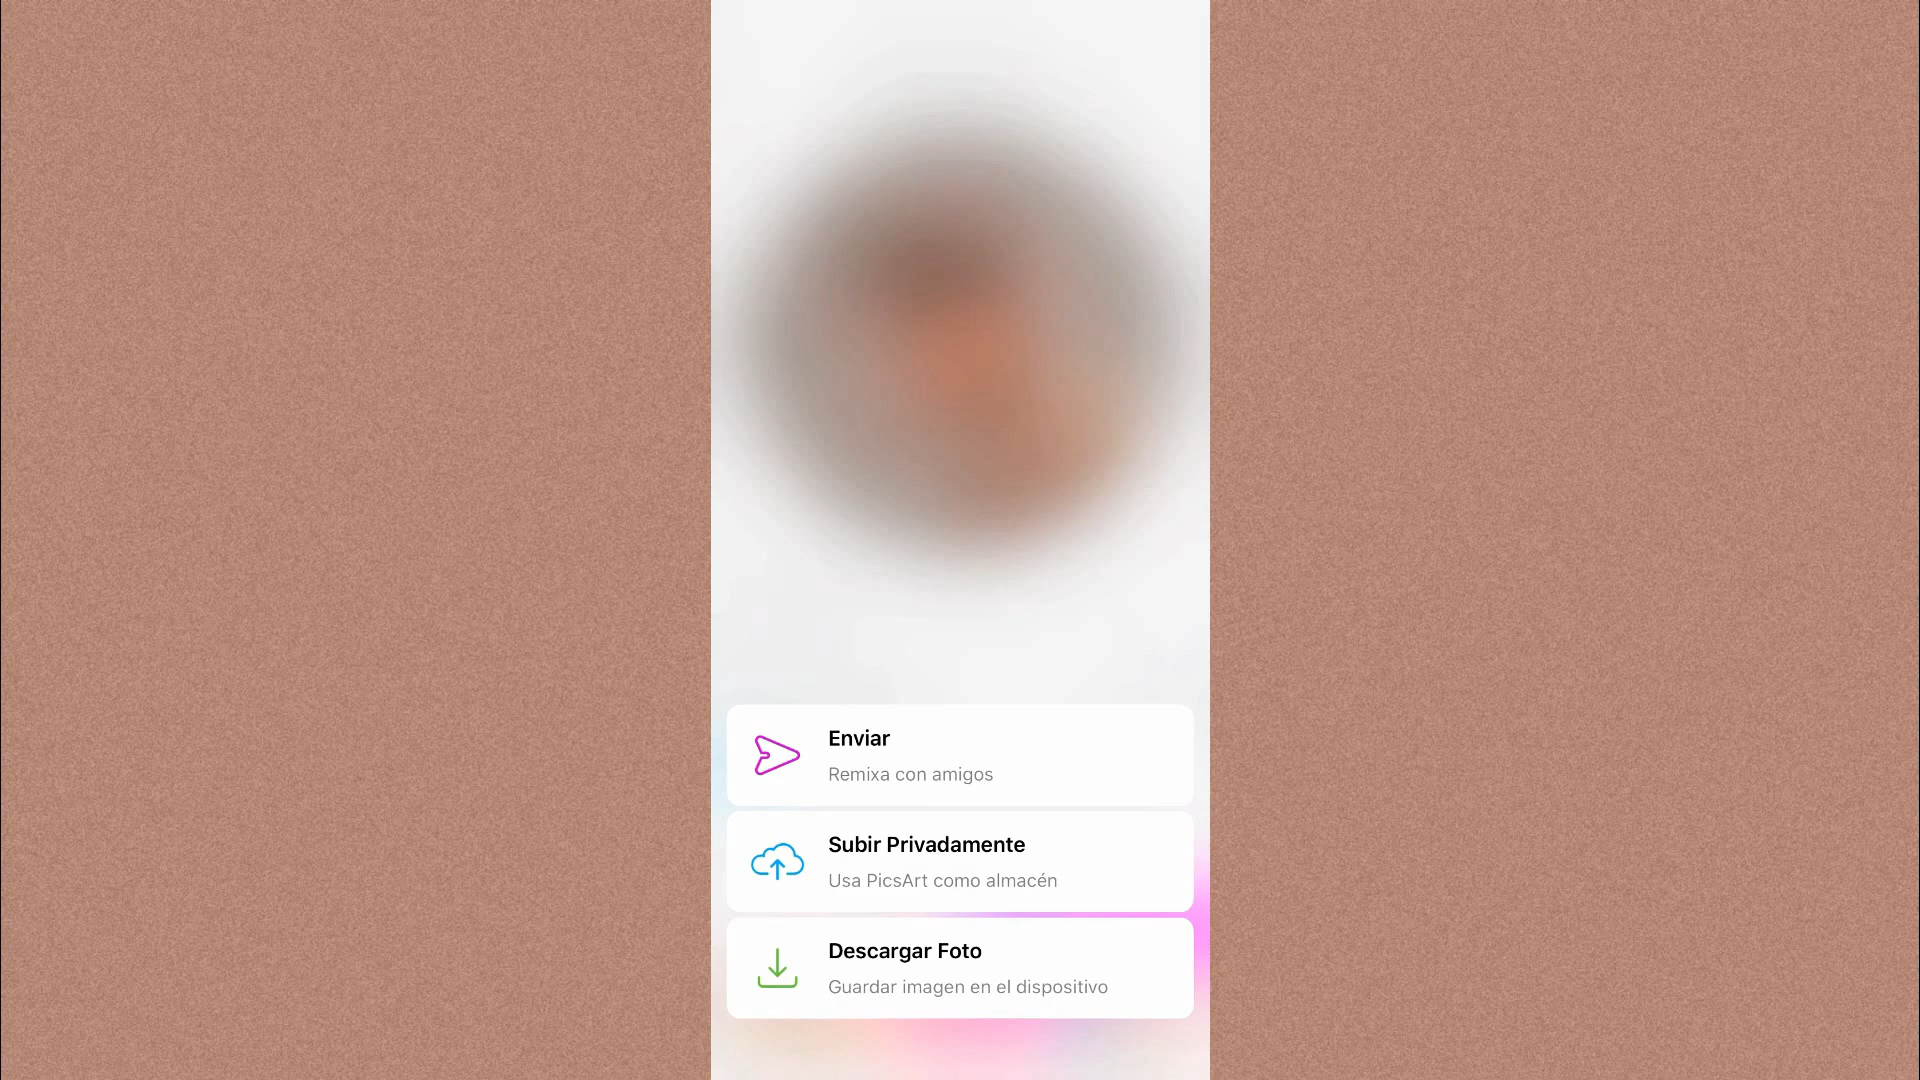 Enviar
Remixa con amigos
Subir Privadamente
Usa PicsArt como almacén
Descargar Foto
Guardar imagen en el dispositivo